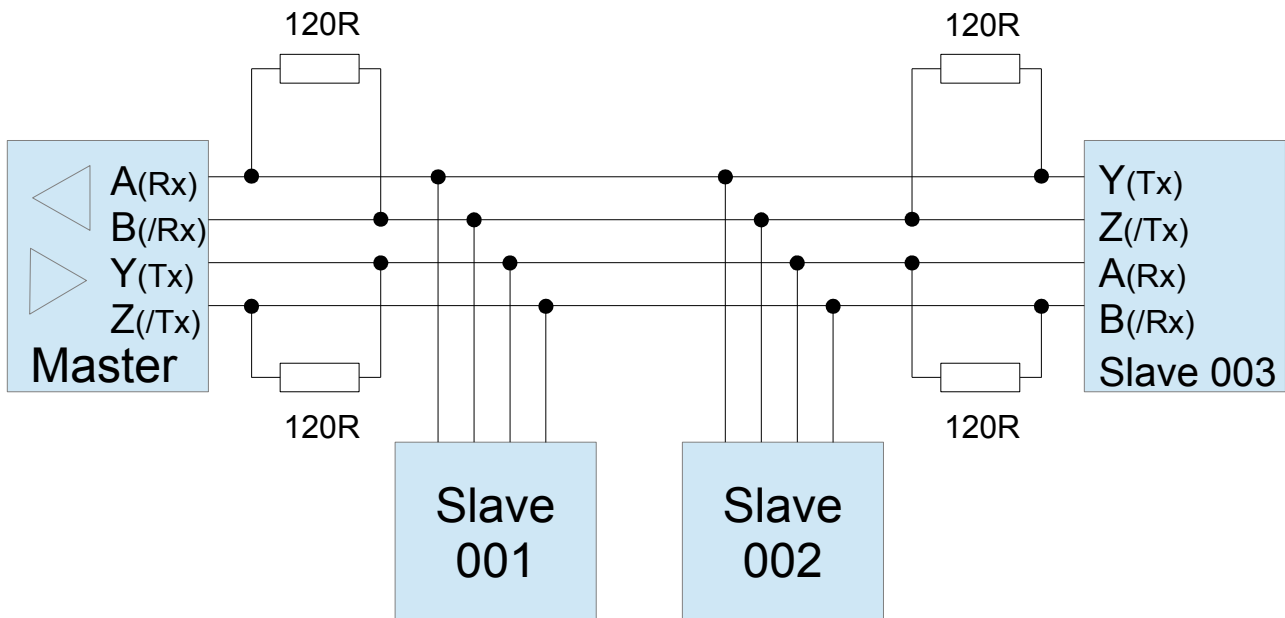 120R
120R
A(Rx)
B(/Rx)
Y(Tx)
Z(/Tx)
Master
Y(Tx)
Z(/Tx)
A(Rx)
B(/Rx)
Slave 003
120R
120R
Slave
001
Slave
002